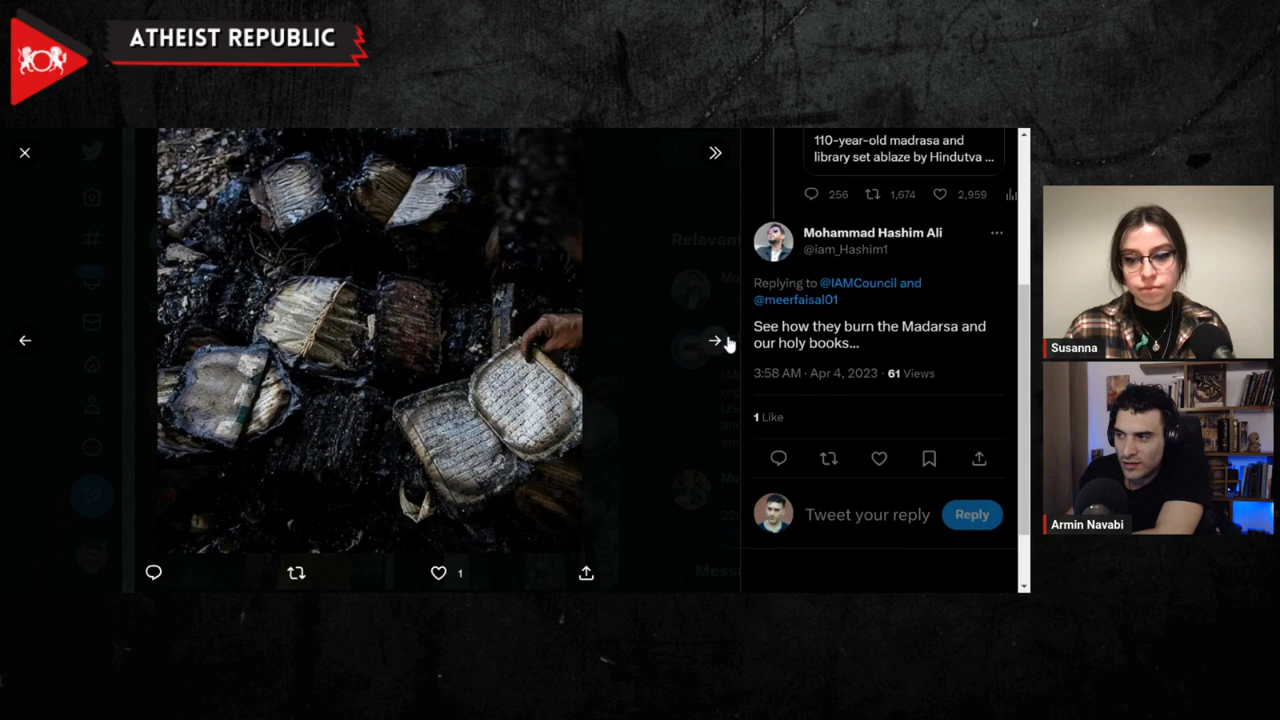 ATHEIST REPUBLIC
110-year-old madrasa and
library set ablaze by Hindutva ...
256 1,674 2,959
Mohammad Hashim Ali
@iam_Hashim1
Replying to @IAMCouncil and
@meerfaisal01
See how they burn the Madarsa and
our holy books...
3:58 AM · Apr 4, 2023 · 61 Views
1 Like
Tweet your reply
Reply
1
Relevant
Messa
Susanna
Armin Navabi